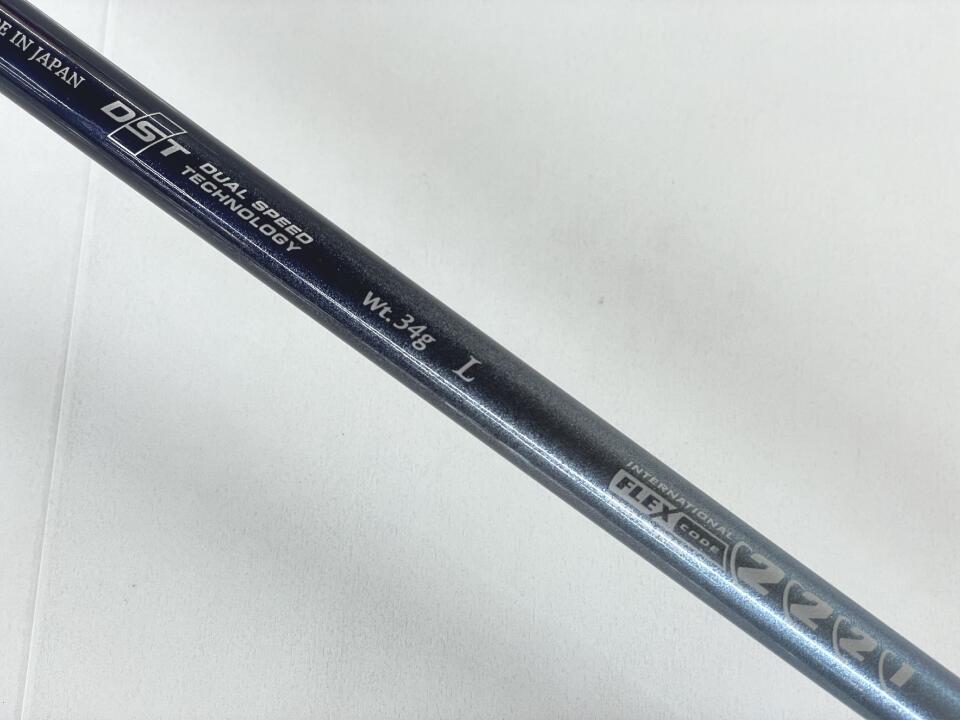 IN JAPAN
DST DUAL SPEED
TECHNOLOGY
Wt.34g L
INTERNATIONAL
FLEX CODE
2221